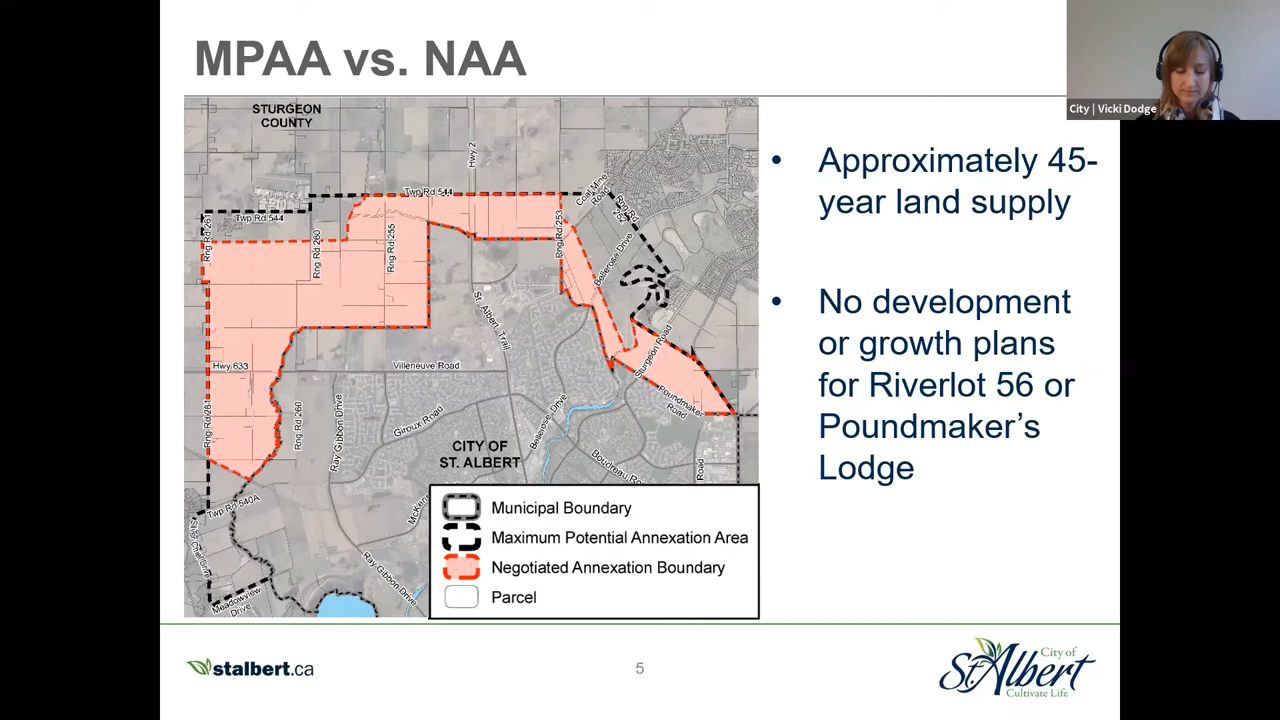 MPAA vs. NAA
City | Vicki Dodge
STURGEON
COUNTY
Hwy 2
Coal Mine
Road
Rng Rd
252
Twp Rd 544
Twp Rd 544
Rng Rd 261
Rng Rd 260
Rng Rd 255
Rng Rd 253
Bellerose Drive
St. Albert Trail
Sturgeon Road
Hwy 633
Villeneuve Road
Poundmaker
Road
Rng Rd 261
Rng Rd 260
Ray Gibbon Drive
Giroux Road
Bellerose Drive
CITY OF
ST. ALBERT
Boudreau Ro
Road
McKen
Twp Rd 540A
Ray Gibbon Drive
Meadowview
Drive
Municipal Boundary
Maximum Potential Annexation Area
Negotiated Annexation Boundary
Parcel
• Approximately 45-
year land supply
• No development
or growth plans
for Riverlot 56 or
Poundmaker’s
Lodge
stalbert.ca
5
City of
St. Albert
Cultivate Life